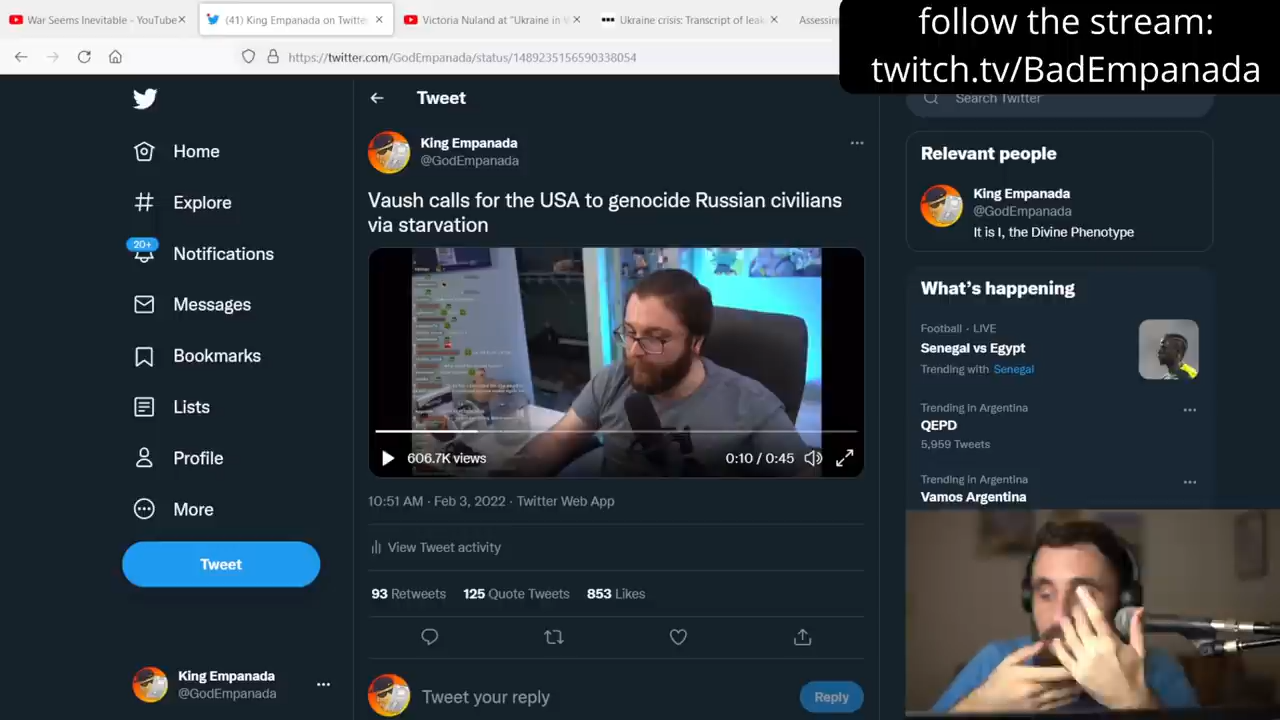 War Seems Inevitable - YouTube
(41) King Empanada on Twitte
Victoria Nuland at "Ukraine in V
Ukraine crisis: Transcript of leak
Assessin
follow the stream:
twitch.tv/BadEmpanada
https://twitter.com/GodEmpanada/status/1489235156590338054
Home
Explore
20+
Notifications
Messages
Bookmarks
Lists
Profile
More
Tweet
King Empanada
@GodEmpanada
Tweet
King Empanada
@GodEmpanada
Vaush calls for the USA to genocide Russian civilians
via starvation
606.7K views
0:10 / 0:45
10:51 AM · Feb 3, 2022 · Twitter Web App
View Tweet activity
93 Retweets 125 Quote Tweets 853 Likes
Tweet your reply
Reply
Search Twitter
Relevant people
King Empanada
@GodEmpanada
It is I, the Divine Phenotype
What's happening
Football · LIVE
Senegal vs Egypt
Trending with Senegal
Trending in Argentina
QEPD
5,959 Tweets
Trending in Argentina
Vamos Argentina